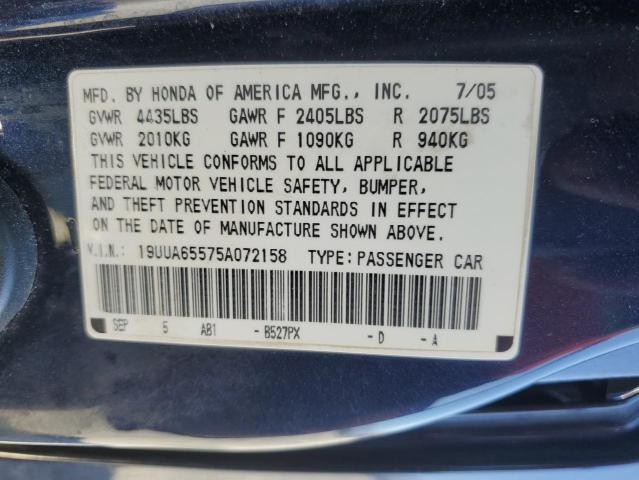 MFD. BY HONDA OF AMERICA MFG., INC. 7/05
GVWR 4435LBS GAWR F 2405LBS R 2075LBS
GVWR 2010KG GAWR F 1090KG R 940KG
THIS VEHICLE CONFORMS TO ALL APPLICABLE
FEDERAL MOTOR VEHICLE SAFETY, BUMPER,
AND THEFT PREVENTION STANDARDS IN EFFECT
ON THE DATE OF MANUFACTURE SHOWN ABOVE.
V.I.N.: 19UUA65575A072158 TYPE:PASSENGER CAR
SEP 5 AB1 -B527PX -D -A